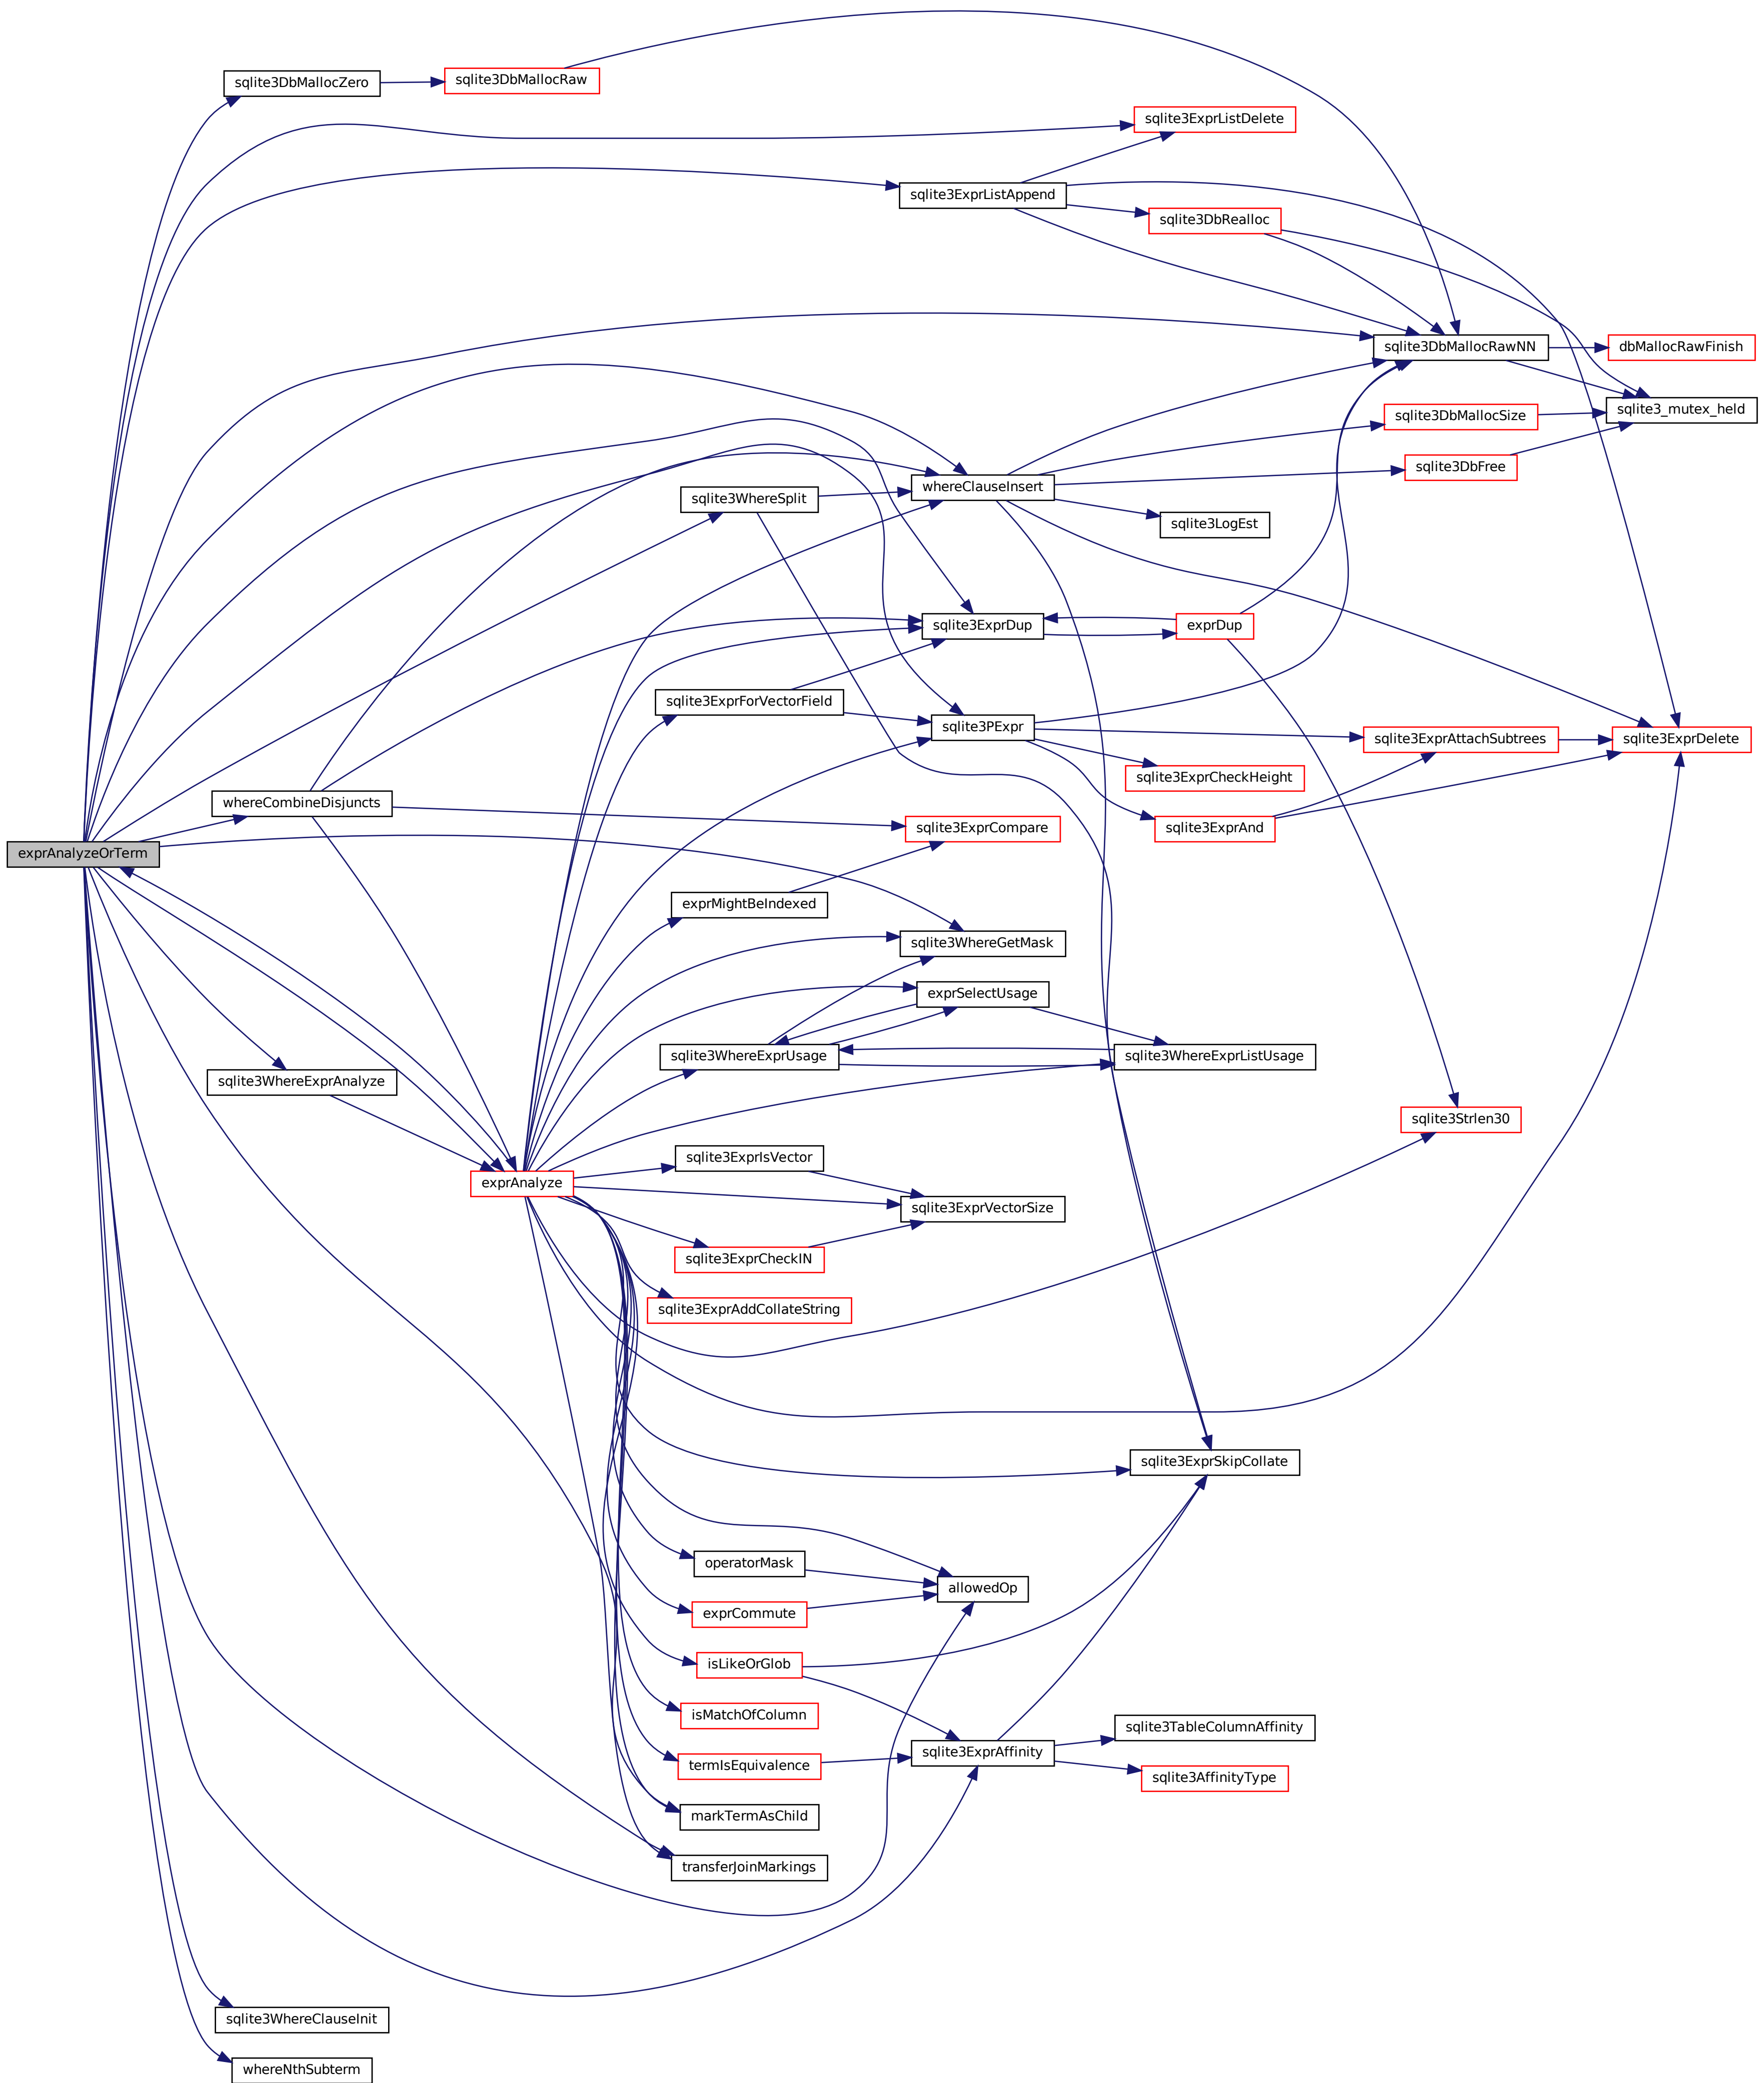 sqlite3DbMallocZero
sqlite3DbMallocRaw
sqlite3ExprListDelete
sqlite3ExprListAppend
sqlite3DbRealloc
sqlite3DbMallocRawNN
dbMallocRawFinish
sqlite3_mutex_held
sqlite3DbMallocSize
sqlite3DbFree
whereClauseInsert
sqlite3WhereSplit
sqlite3LogEst
sqlite3ExprDup
exprDup
sqlite3ExprForVectorField
sqlite3PExpr
sqlite3ExprAttachSubtrees
sqlite3ExprDelete
sqlite3ExprCheckHeight
whereCombineDisjuncts
sqlite3ExprCompare
sqlite3ExprAnd
exprAnalyzeOrTerm
exprMightBeIndexed
sqlite3WhereGetMask
exprSelectUsage
sqlite3WhereExprUsage
sqlite3WhereExprListUsage
sqlite3WhereExprAnalyze
sqlite3Strlen30
sqlite3ExprIsVector
exprAnalyze
sqlite3ExprVectorSize
sqlite3ExprCheckIN
sqlite3ExprAddCollateString
sqlite3ExprSkipCollate
operatorMask
allowedOp
exprCommute
isLikeOrGlob
isMatchOfColumn
sqlite3TableColumnAffinity
sqlite3ExprAffinity
termIsEquivalence
sqlite3AffinityType
markTermAsChild
transferJoinMarkings
sqlite3WhereClauseInit
whereNthSubterm